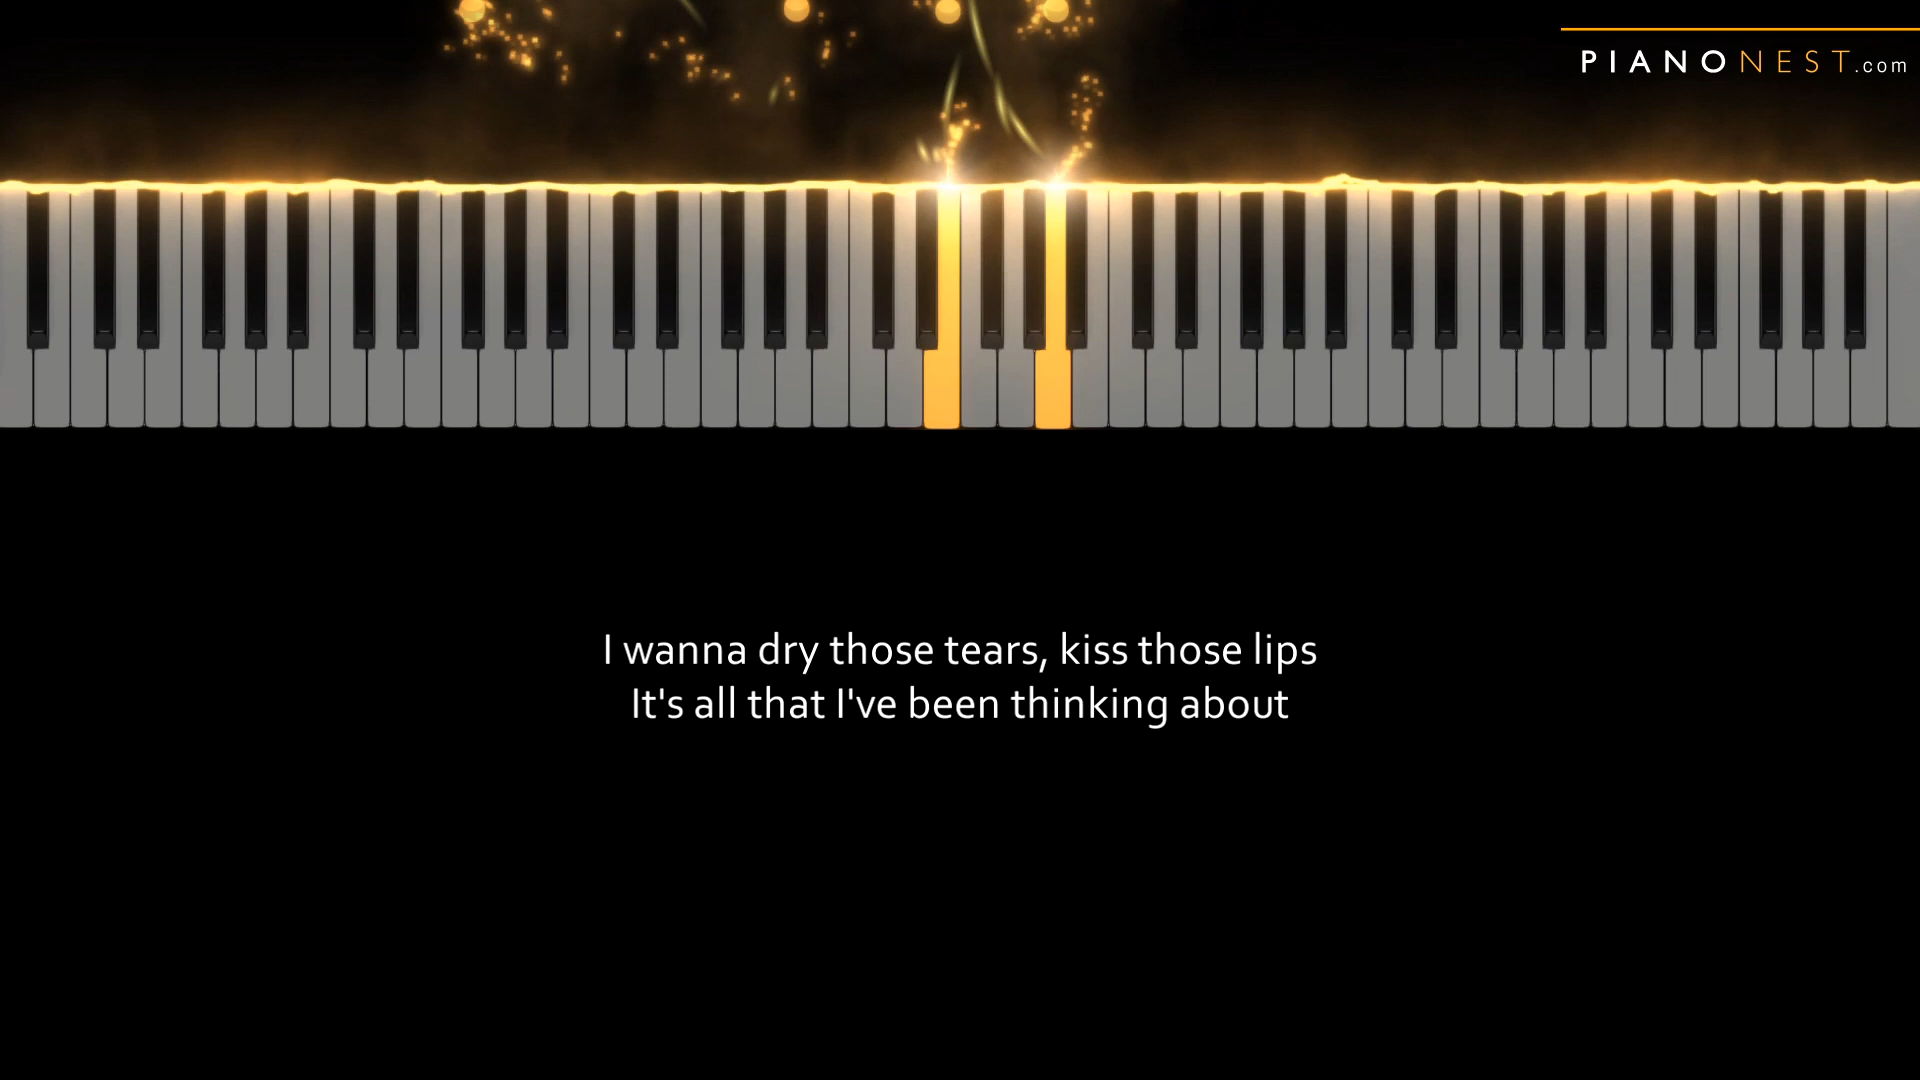 PIANONEST.com
I wanna dry those tears, kiss those lips
It's all that I've been thinking about